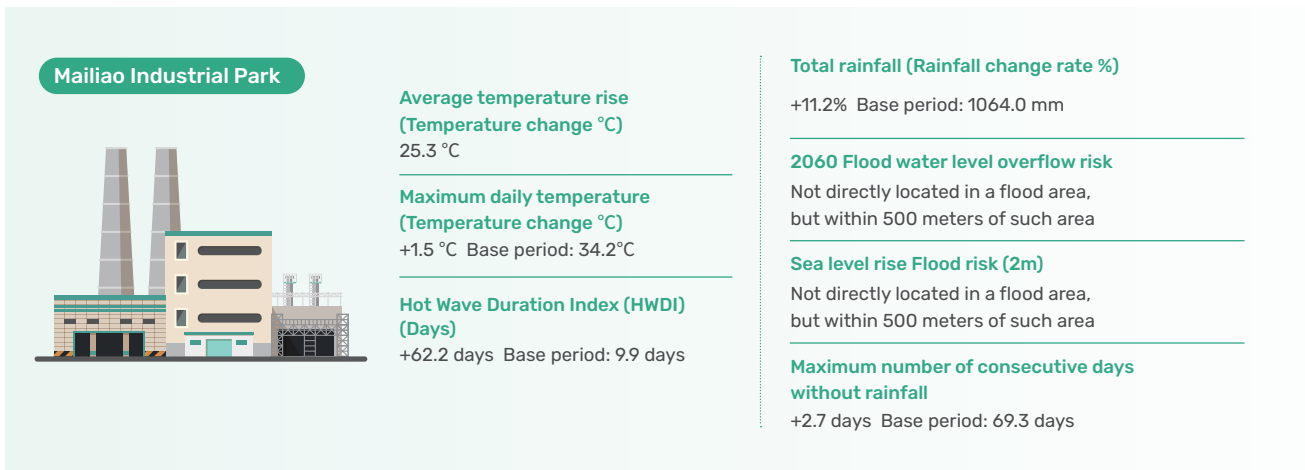 Mailiao Industrial Park
Average temperature rise
(Temperature change ℃)
25.3 ℃
Maximum daily temperature
(Temperature change ℃)
+1.5 ℃  Base period: 34.2°C
Hot Wave Duration Index (HWDI)
(Days)
+62.2 days  Base period: 9.9 days
Total rainfall (Rainfall change rate %)
+11.2%  Base period: 1064.0 mm
2060 Flood water level overflow risk
Not directly located in a flood area,
but within 500 meters of such area
Sea level rise Flood risk (2m)
Not directly located in a flood area,
but within 500 meters of such area
Maximum number of consecutive days
without rainfall
+2.7 days  Base period: 69.3 days